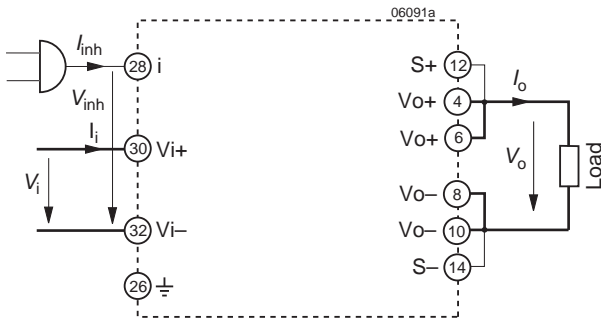 06091a
Iinh
28 i
Vinh
Ii
30 Vi+
Vi
32 Vi–
26
S+ 12
Vo+ 4
Io
Vo+ 6
Vo
Load
Vo– 8
Vo– 10
S– 14